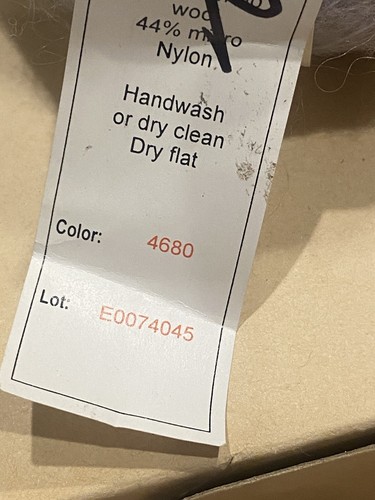 44% micro
Nylon
Handwash
or dry clean
Dry flat
Color: 4680
Lot: E0074045